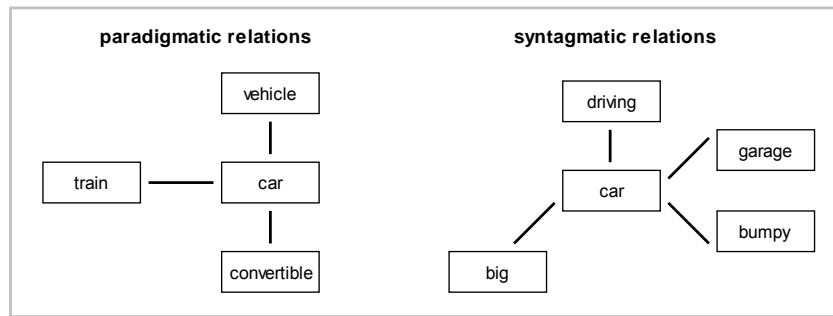 paradigmatic relations
vehicle
train
car
convertible
syntagmatic relations
driving
garage
car
bumpy
big